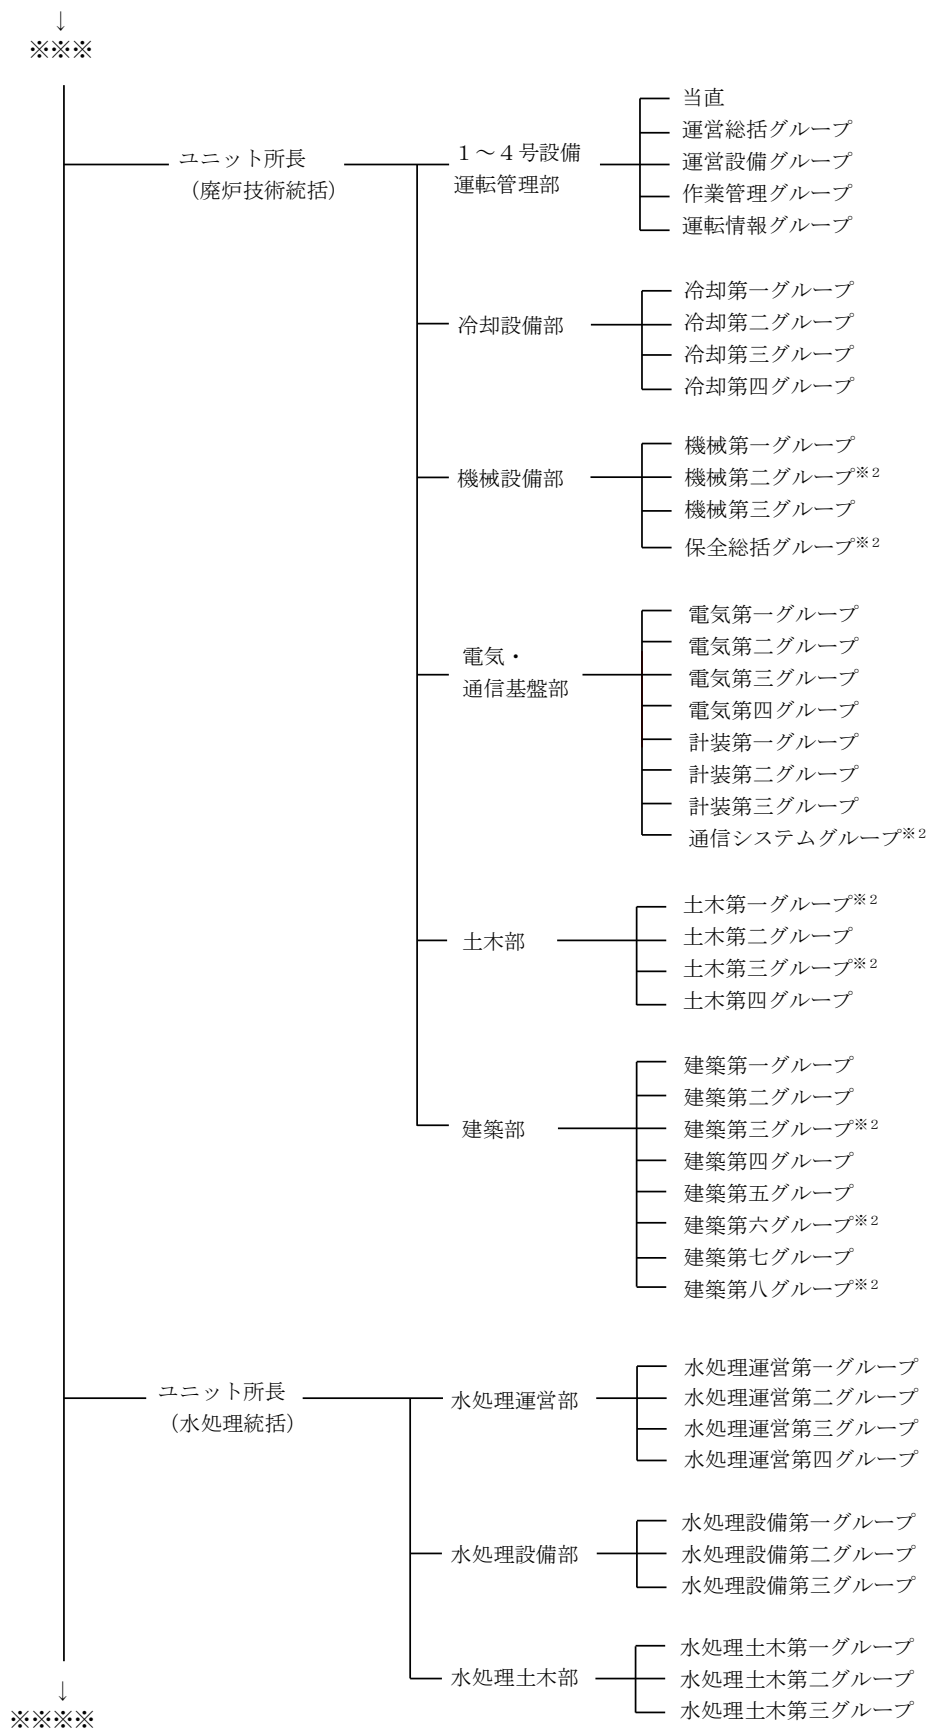 ↓
※※※
当直
ユニット所長
（廃炉技術統括）
１～４号設備
運転管理部
運営総括グループ
運営設備グループ
作業管理グループ
運転情報グループ
冷却設備部
冷却第一グループ
冷却第二グループ
冷却第三グループ
冷却第四グループ
機械設備部
機械第一グループ
機械第二グループ※２
機械第三グループ
保全総括グループ※２
電気・
通信基盤部
電気第一グループ
電気第二グループ
電気第三グループ
電気第四グループ
計装第一グループ
計装第二グループ
計装第三グループ
通信システムグループ※２
土木部
土木第一グループ※２
土木第二グループ
土木第三グループ※２
土木第四グループ
建築部
建築第一グループ
建築第二グループ
建築第三グループ※２
建築第四グループ
建築第五グループ
建築第六グループ※２
建築第七グループ
建築第八グループ※２
ユニット所長
（水処理統括）
水処理運営部
水処理運営第一グループ
水処理運営第二グループ
水処理運営第三グループ
水処理運営第四グループ
水処理設備部
水処理設備第一グループ
水処理設備第二グループ
水処理設備第三グループ
水処理土木部
水処理土木第一グループ
水処理土木第二グループ
水処理土木第三グループ
↓
※※※※